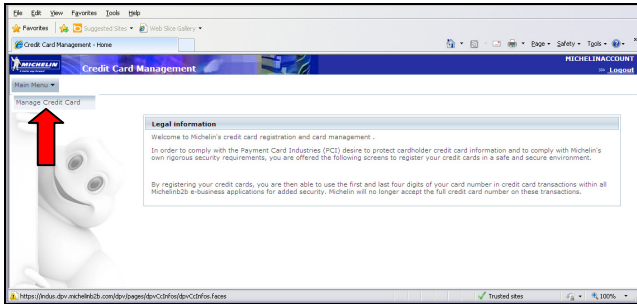 File Edit View Favorites Tools Help
Favorites Suggested Sites Web Slice Gallery
Credit Card Management - Home Page Safety Tools
MICHELIN Credit Card Management MICHELINACCOUNT
Logout
Main Menu
Manage Credit Card
Legal information
Welcome to Michelin's credit card registration and card management .
In order to comply with the Payment Card Industries (PCI) desire to protect cardholder credit card information and to comply with Michelin's
own rigorous security requirements, you are offered the following screens to register your credit cards in a safe and secure environment.
By registering your credit cards, you are then able to use the first and last four digits of your card number in credit card transactions within all
Michelinb2b e-business applications for added security. Michelin will no longer accept the full credit card number on these transactions.
https://indus.dpv.michelinb2b.com/dpv/pages/dpvCcInfos/dpvCcInfos.faces Trusted sites 100%